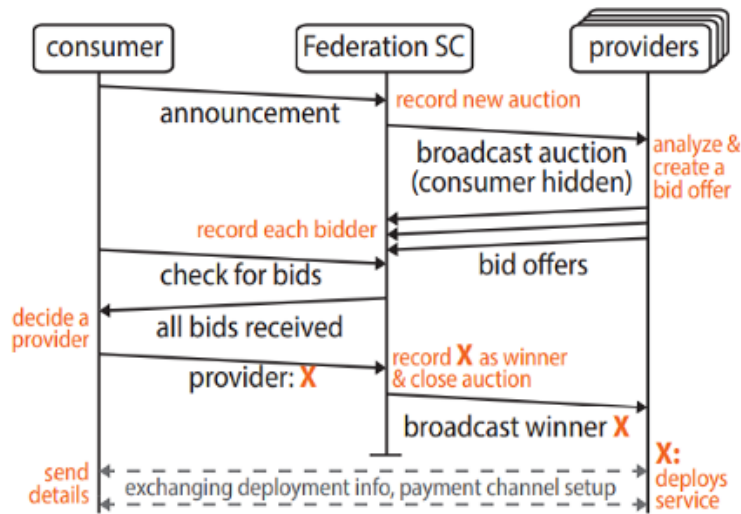 consumer
Federation SC
providers
announcement
record new auction
broadcast auction
(consumer hidden)
analyze &
create a
bid offer
record each bidder
bid offers
check for bids
all bids received
decide a
provider
provider: X
record X as winner
& close auction
broadcast winner X
send
details
exchanging deployment info, payment channel setup
X:
deploys
service